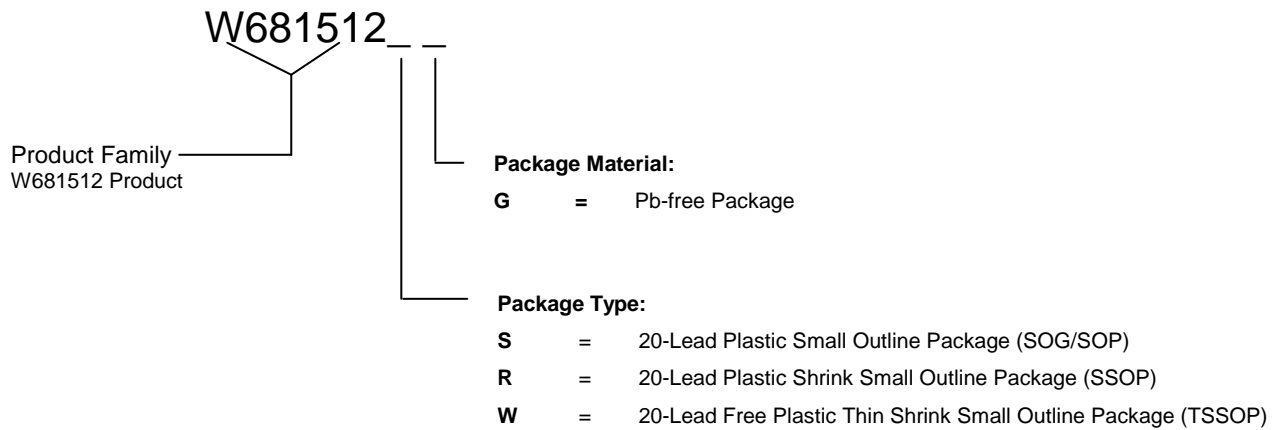 W681512_ _
Product Family
W681512 Product
Package Material:
G = Pb-free Package
Package Type:
S = 20-Lead Plastic Small Outline Package (SOG/SOP)
R = 20-Lead Plastic Shrink Small Outline Package (SSOP)
W = 20-Lead Free Plastic Thin Shrink Small Outline Package (TSSOP)